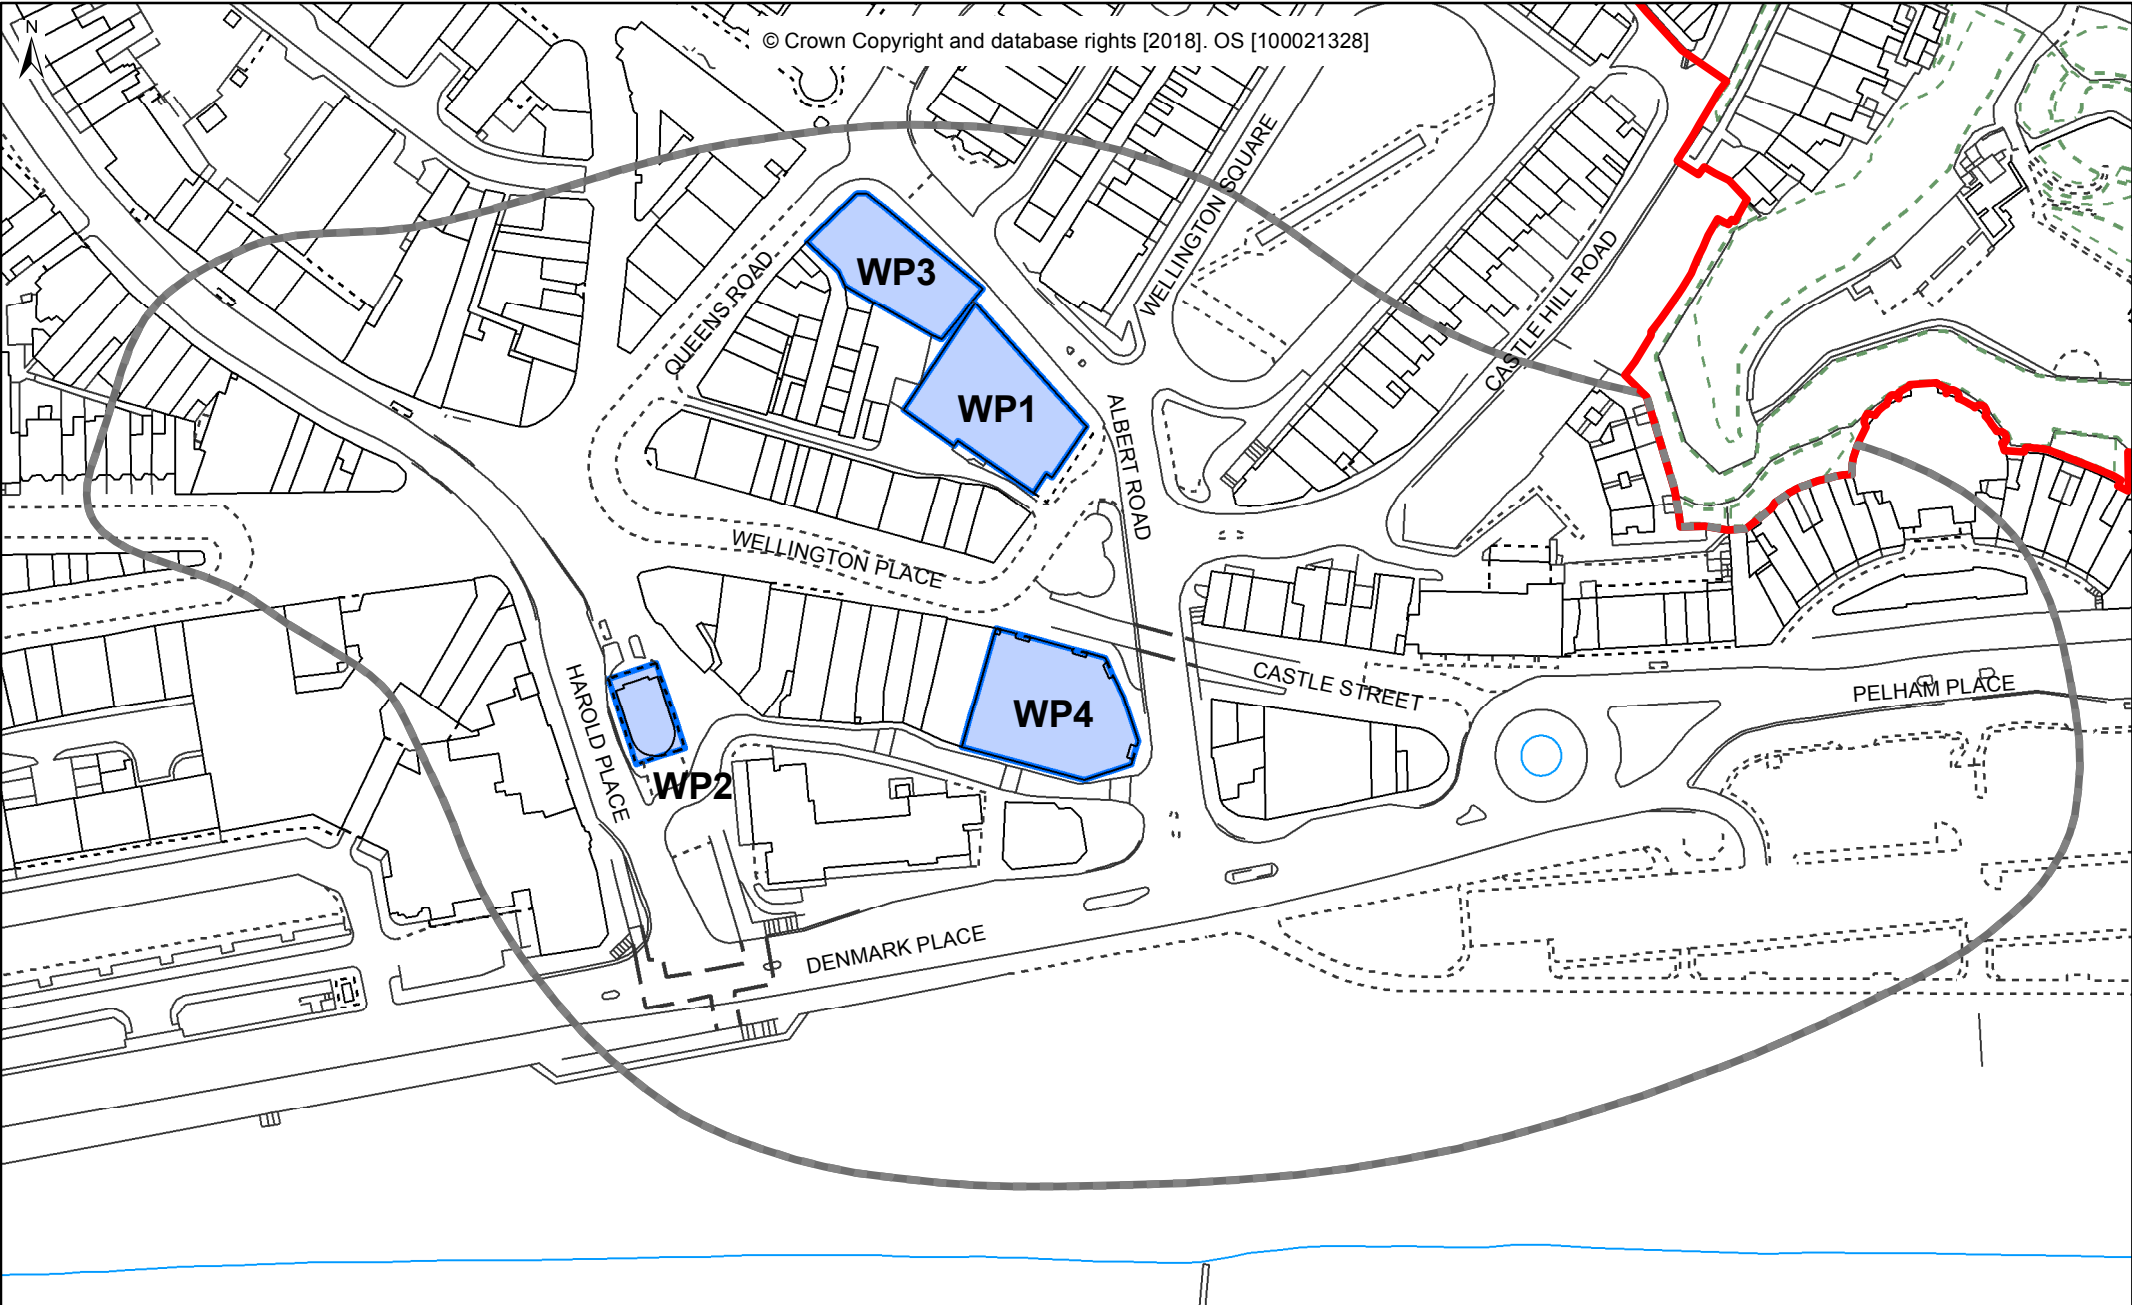 N
© Crown Copyright and database rights [2018]. OS [100021328]
WELLINGTON SQUARE
QUEENS ROAD
WP3
CASTLE HILL ROAD
WP1
ALBERT ROAD
WELLINGTON PLACE
HAROLD PLACE
WP4
CASTLE STREET
PELHAM PLACE
WP2
DENMARK PLACE